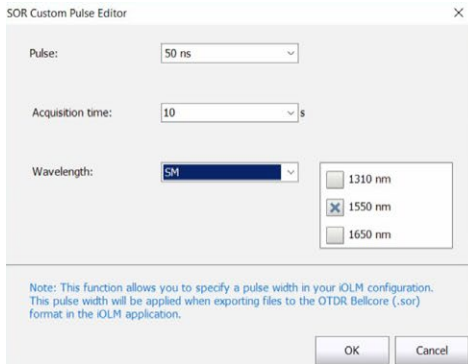 SOR Custom Pulse Editor
Pulse: 50 ns
Acquisition time: 10 s
Wavelength: SM
1310 nm
1550 nm
1650 nm
Note: This function allows you to specify a pulse width in your iOLM configuration.
This pulse width will be applied when exporting files to the OTDR Bellcore (.sor)
format in the iOLM application.
OK Cancel